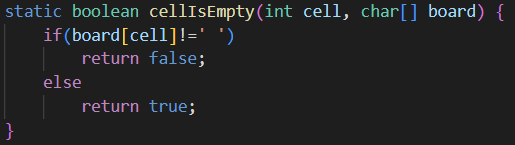 static boolean cellIsEmpty(int cell, char[] board) {
    if(board[cell]!=' ')
        return false;
    else
        return true;
}